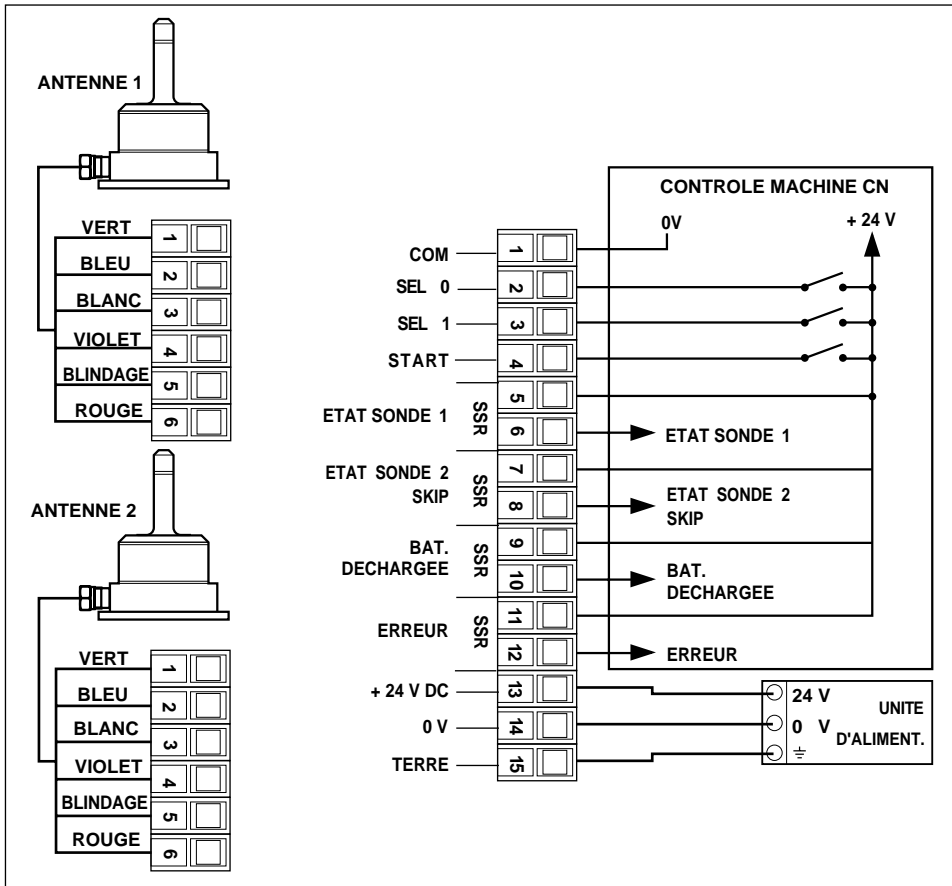 ANTENNE 1
VERT
1
BLEU
2
BLANC
3
VIOLET
4
BLINDAGE
5
ROUGE
6
ANTENNE 2
VERT
1
BLEU
2
BLANC
3
VIOLET
4
BLINDAGE
5
ROUGE
6
CONTROLE MACHINE CN
0V
+ 24 V
COM
1
SEL 0
2
SEL 1
3
START
4
ETAT SONDE 1
SSR
5
6
ETAT SONDE 1
ETAT SONDE 2
SKIP
SSR
7
8
ETAT SONDE 2
SKIP
BAT.
DECHARGEE
SSR
9
10
BAT.
DECHARGEE
ERREUR
SSR
11
12
ERREUR
+ 24 V DC
13
0 V
14
TERRE
15
24 V
0 V
UNITE
D'ALIMENT.